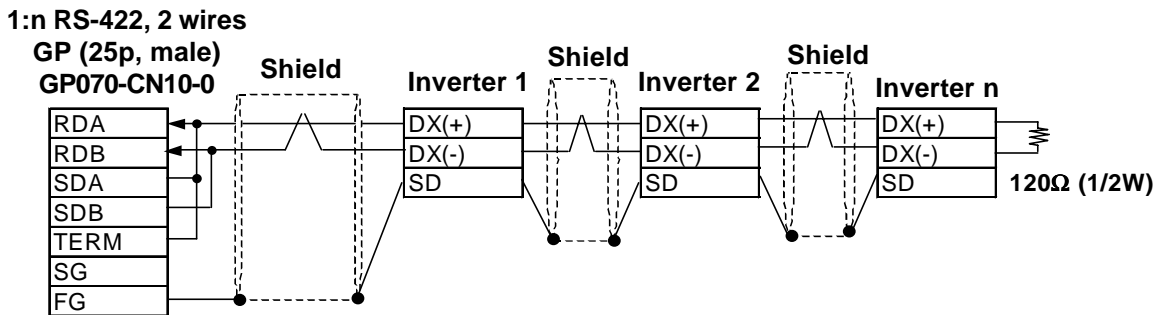 1:n RS-422, 2 wires
GP (25p, male)
GP070-CN10-0
Shield
Inverter 1
Shield
Inverter 2
Shield
Inverter n
RDA
RDB
SDA
SDB
TERM
SG
FG
DX(+)
DX(-)
SD
DX(+)
DX(-)
SD
DX(+)
DX(-)
SD
120Ω (1/2W)